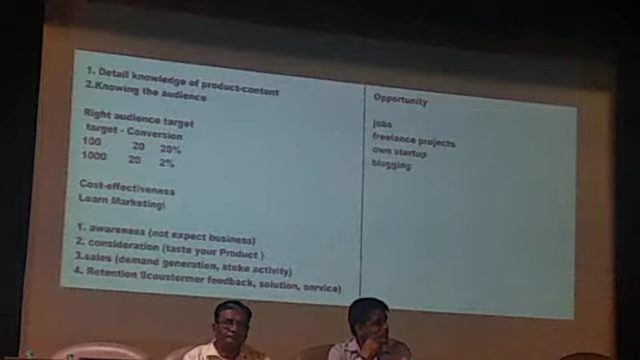 1. Detail knowledge of product-content
2.Knowing the audience
Right audience target
target - Conversion
100 20 20%
1000 20 2%
Cost-effectiveness
Learn Marketing\
1. awareness (not expect business)
2. consideration (taste your Product )
3.sales (demand generation, stoke activity)
4. Retention 9coustermer feedback, solution, service)
Opportunity
jobs
freelance projects
own startup
blogging